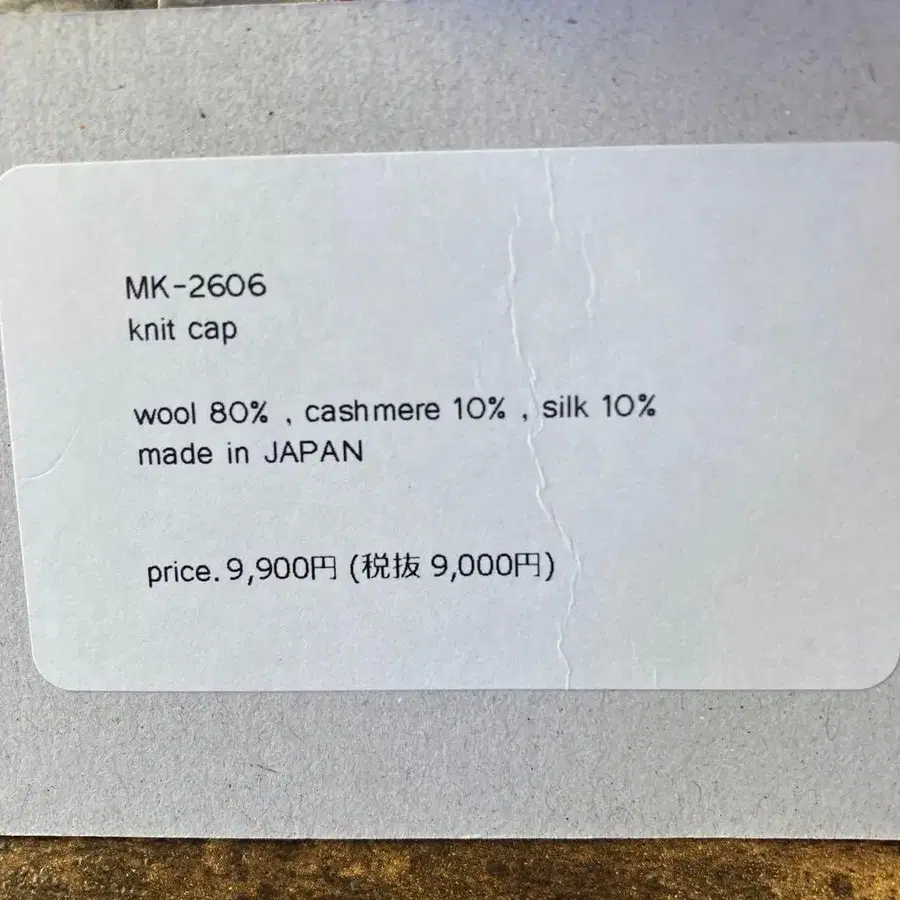 MK-2606
knit cap
wool 80% , cashmere 10% , silk 10%
made in JAPAN
price. 9,900円 (税抜 9,000円)